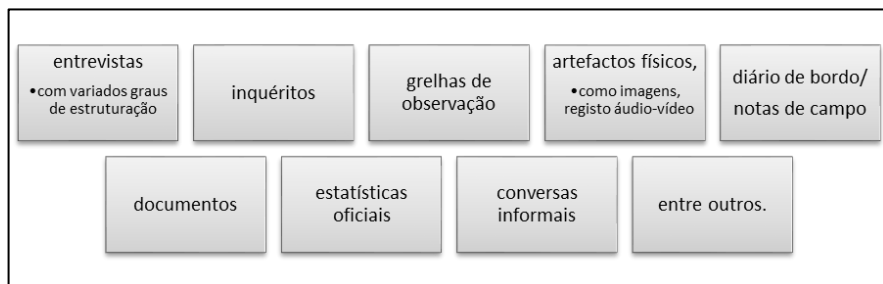 entrevistas
•com variados graus
de estruturação
inquéritos
grelhas de
observação
artefactos físicos,
•como imagens,
registo áudio-vídeo
diário de bordo/
notas de campo
documentos
estatísticas
oficiais
conversas
informais
entre outros.